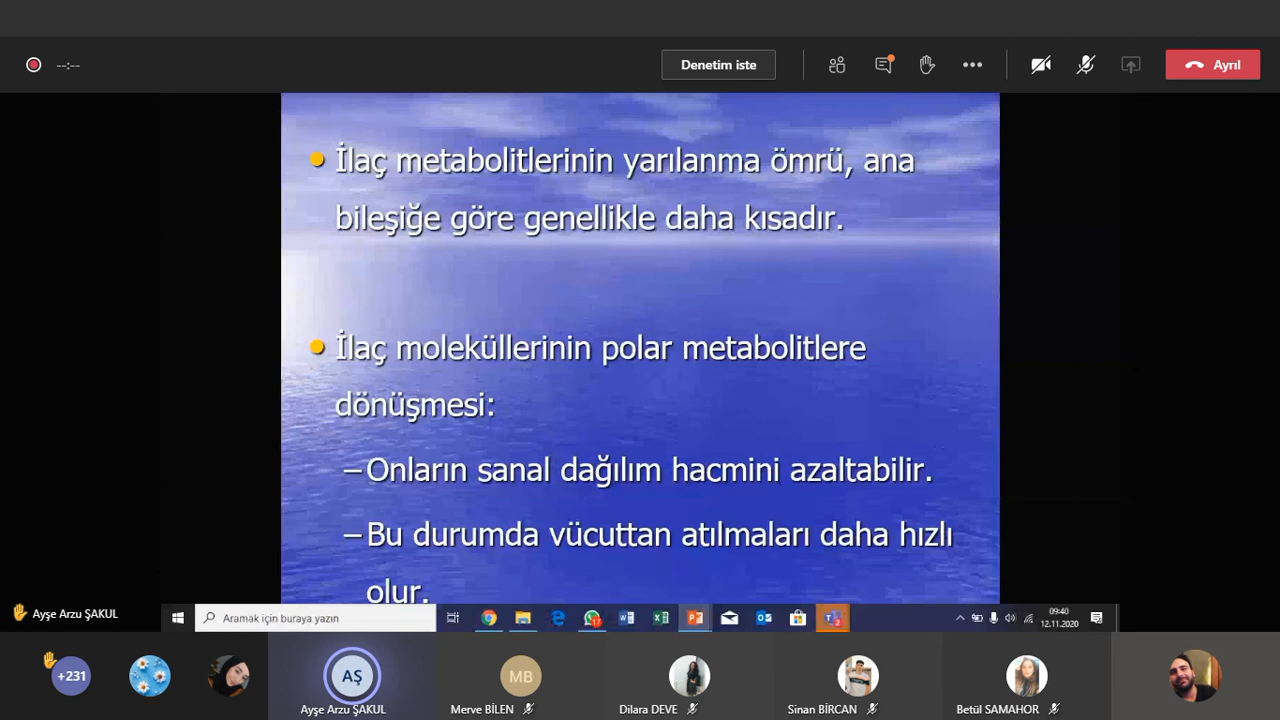 --:--
Denetim iste
Ayrıl
• İlaç metabolitlerinin yarılanma ömrü, ana
bileşiğe göre genellikle daha kısadır.
• İlaç moleküllerinin polar metabolitlere
dönüşmesi:
–Onların sanal dağılım hacmini azaltabilir.
–Bu durumda vücuttan atılmaları daha hızlı
olur.
Ayşe Arzu ŞAKUL
Aramak için buraya yazın
09:40
12.11.2020
+231
AŞ
MB
Ayşe Arzu ŞAKUL
Merve BİLEN
Dilara DEVE
Sinan BİRCAN
Betül SAMAHOR